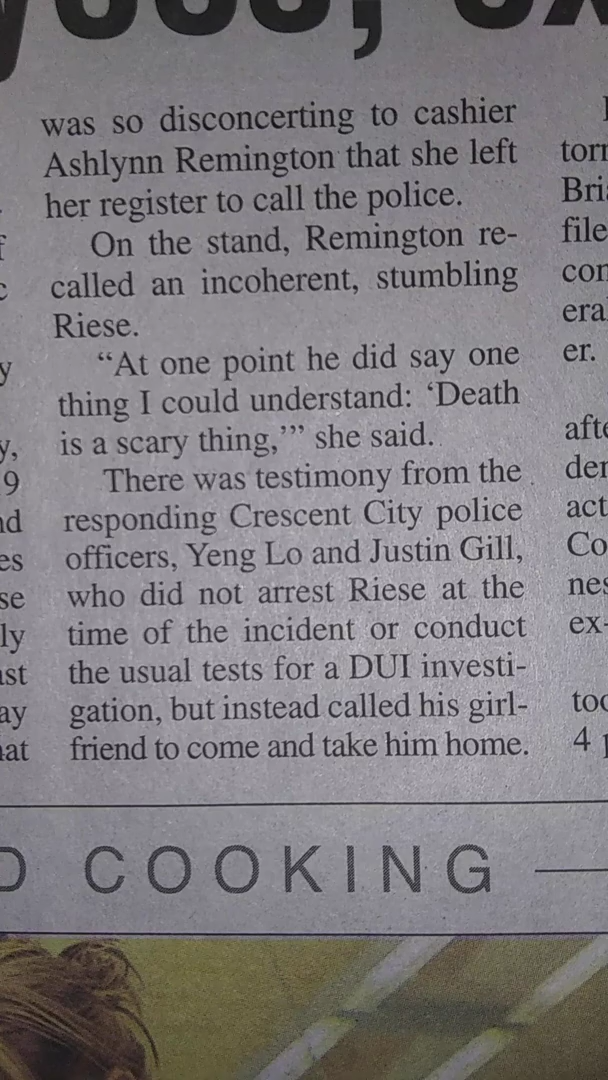 was so disconcerting to cashier
Ashlynn Remington that she left
her register to call the police.
On the stand, Remington re-
called an incoherent, stumbling
Riese.
“At one point he did say one
thing I could understand: ‘Death
is a scary thing,’” she said.
There was testimony from the
responding Crescent City police
officers, Yeng Lo and Justin Gill,
who did not arrest Riese at the
time of the incident or conduct
the usual tests for a DUI investi-
gation, but instead called his girl-
friend to come and take him home.
er.
ex-
4
COOKING